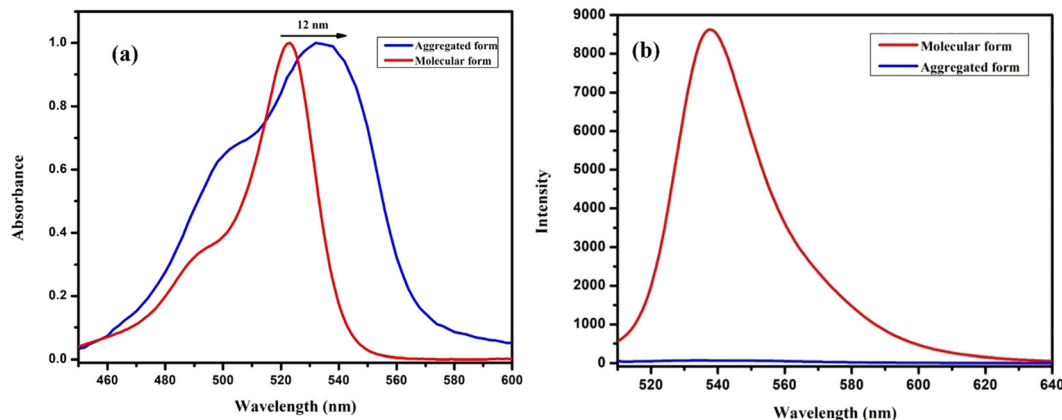 12 nm
(a)
Aggregated form
Molecular form
1.0
0.8
0.6
0.4
0.2
0.0
Absorbance
460 480 500 520 540 560 580 600
Wavelength (nm)
(b)
Molecular form
Aggregated form
9000
8000
7000
6000
5000
4000
3000
2000
1000
0
Intensity
520 540 560 580 600 620 640
Wavelength (nm)